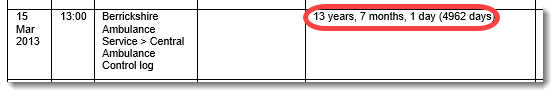 15 Mar 2013
13:00
Berrickshire
Ambulance
Service > Central
Ambulance
Control log
13 years, 7 months, 1 day (4962 days